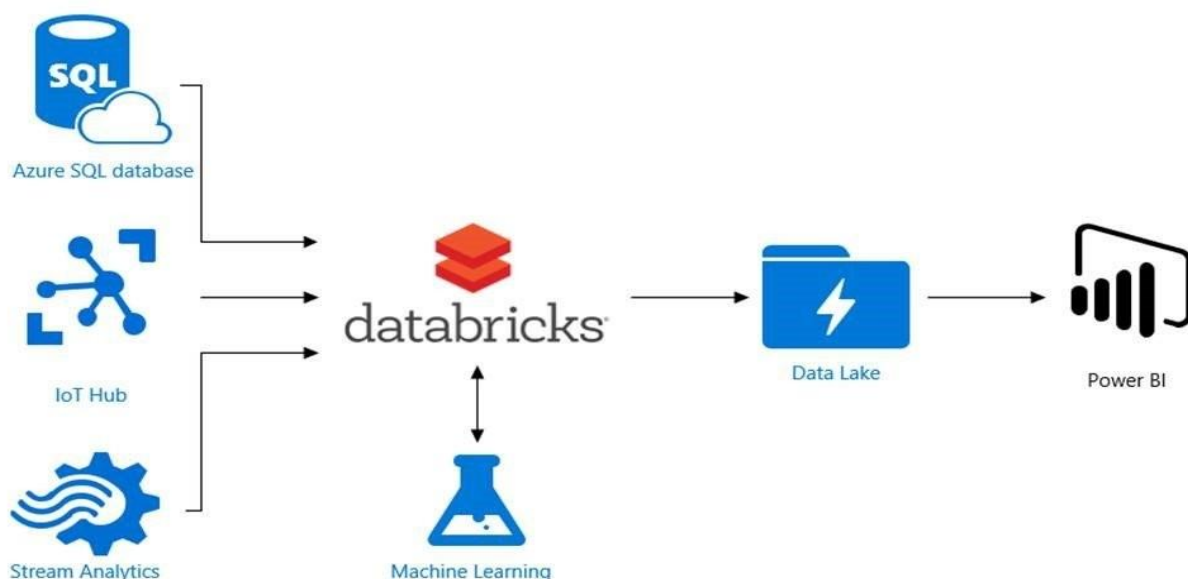 SQL
Azure SQL database
IoT Hub
Stream Analytics
databricks
Machine Learning
Data Lake
Power BI